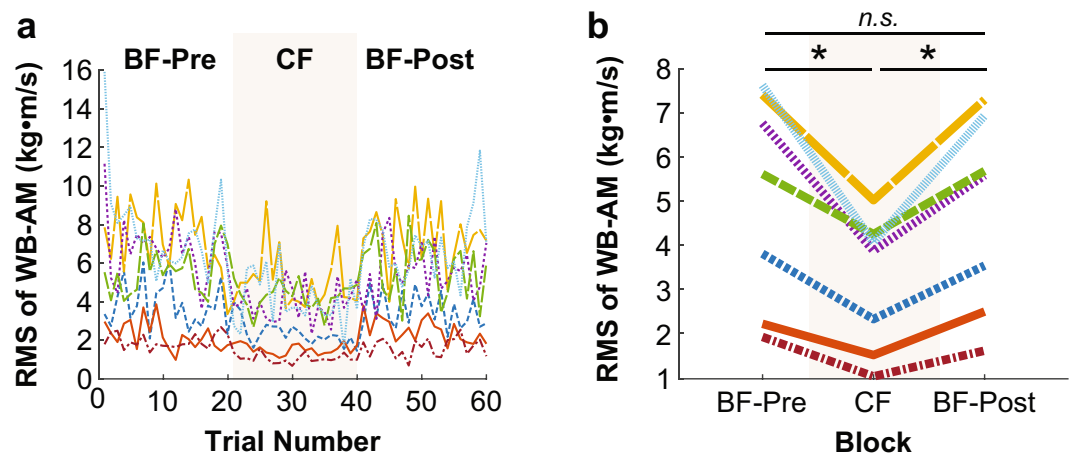 a
BF-Pre CF BF-Post
RMS of WB-AM (kg•m/s)
16
14
12
10
8
6
4
2
0
0 10 20 30 40 50 60
Trial Number
b
n.s.
* *
RMS of WB-AM (kg•m/s)
8
7
6
5
4
3
2
1
BF-Pre CF BF-Post
Block